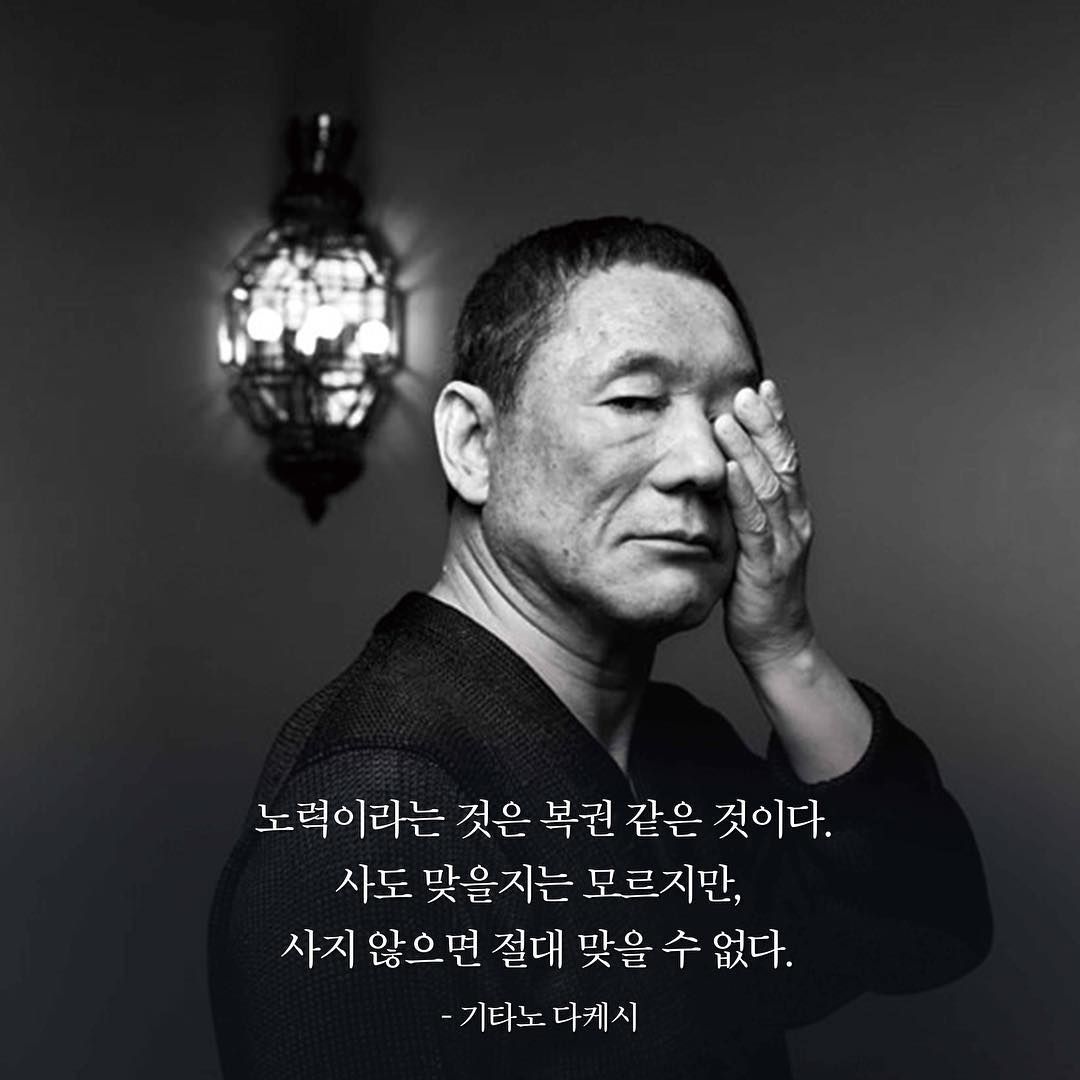 노력이라는 것은 복권 같은 것이다.
사도 맞을지는 모르지만,
사지 않으면 절대 맞을 수 없다.
- 기타노 다케시